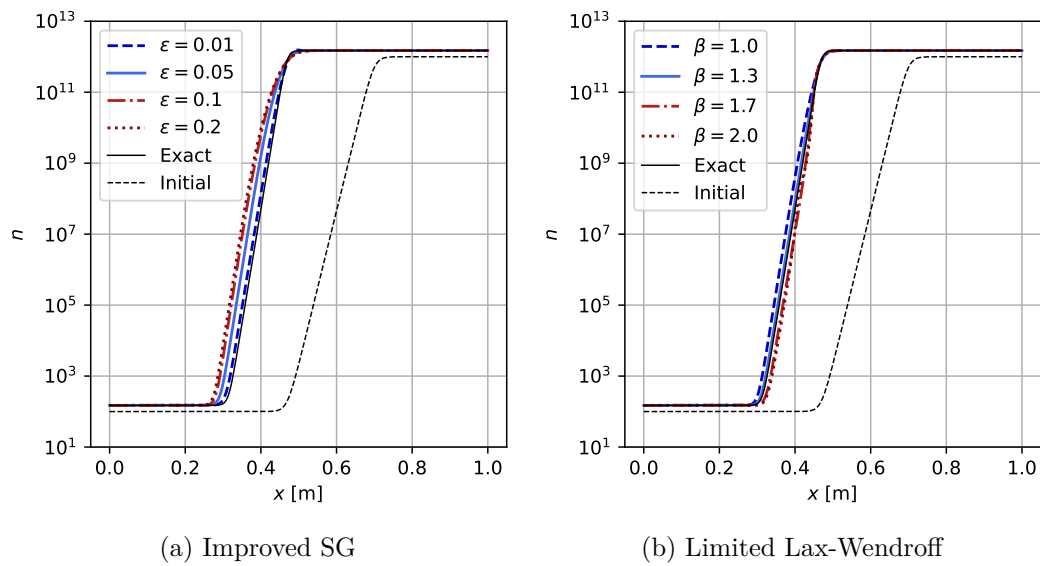 10^13
10^11
10^9
10^7
10^5
10^3
10^1
n
ε = 0.01
ε = 0.05
ε = 0.1
ε = 0.2
Exact
Initial
0.0 0.2 0.4 0.6 0.8 1.0
x [m]
(a) Improved SG
10^13
10^11
10^9
10^7
10^5
10^3
10^1
n
β = 1.0
β = 1.3
β = 1.7
β = 2.0
Exact
Initial
0.0 0.2 0.4 0.6 0.8 1.0
x [m]
(b) Limited Lax-Wendroff